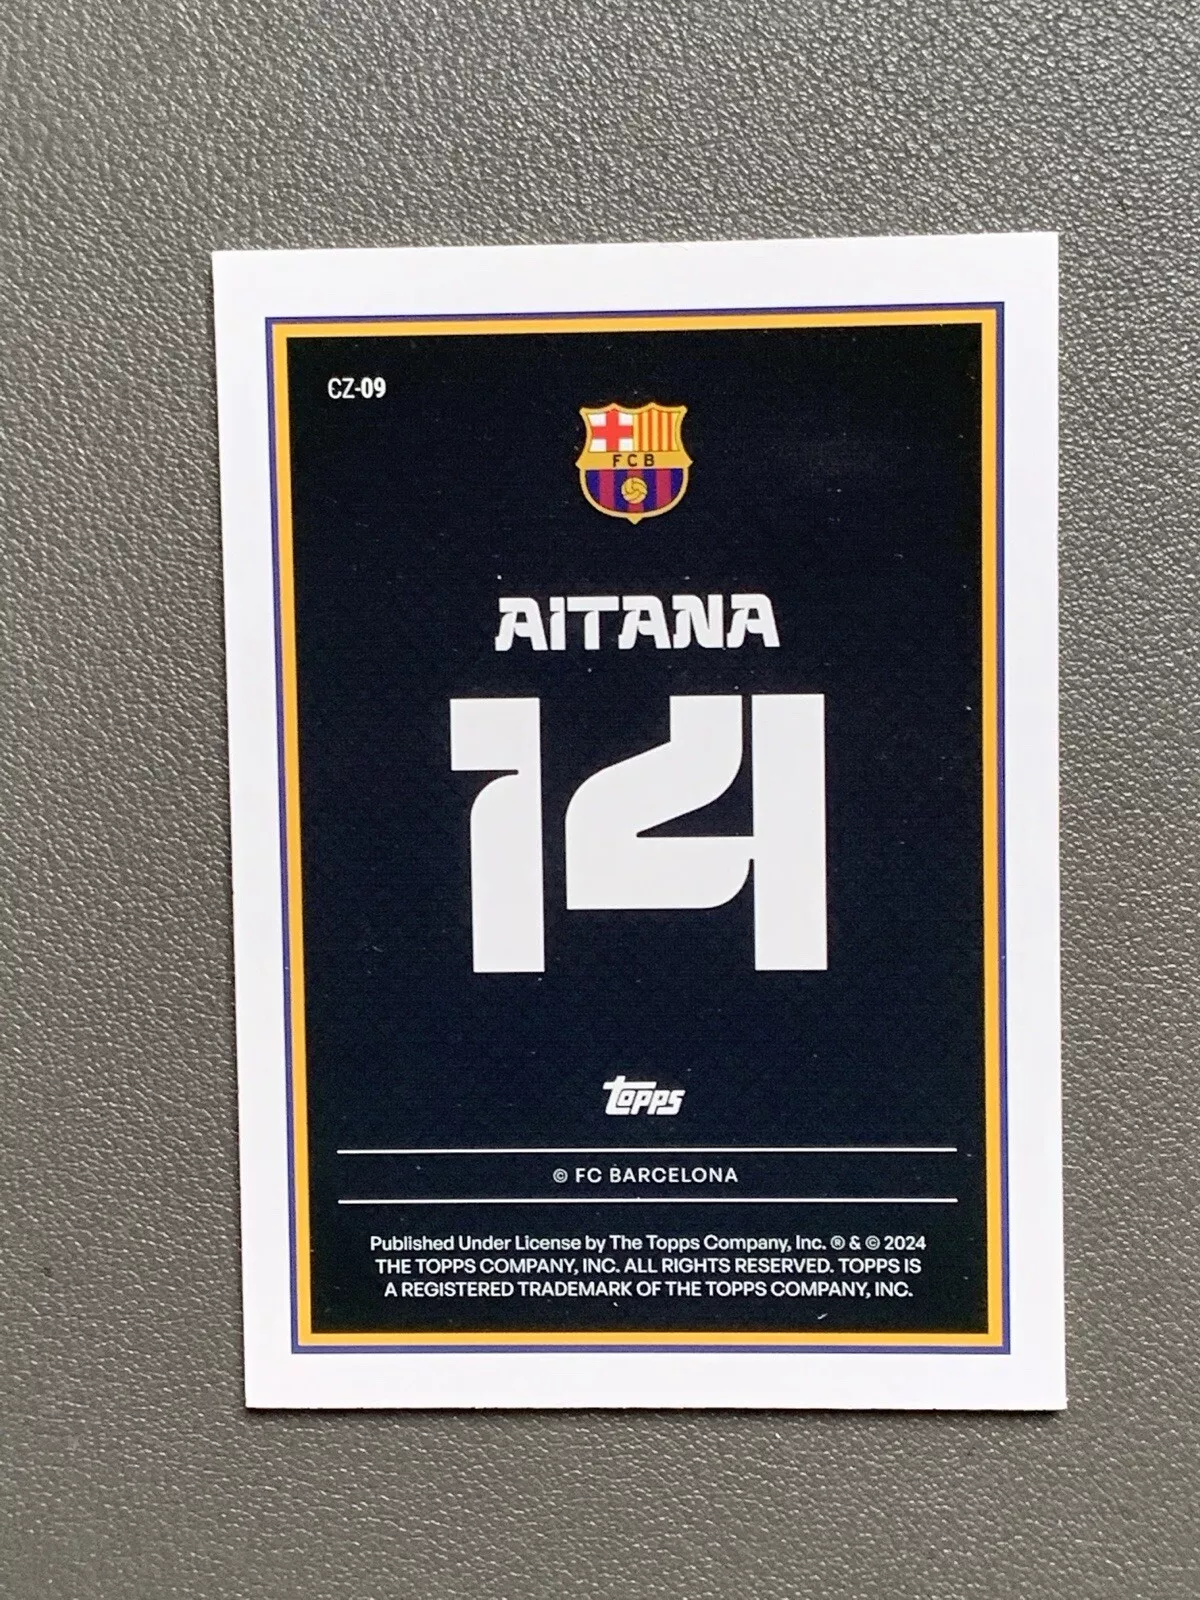 CZ-09
FCB
AiTANA
14
topps
© FC BARCELONA
Published Under License by The Topps Company, Inc. ® & © 2024
THE TOPPS COMPANY, INC. ALL RIGHTS RESERVED. TOPPS IS
A REGISTERED TRADEMARK OF THE TOPPS COMPANY, INC.